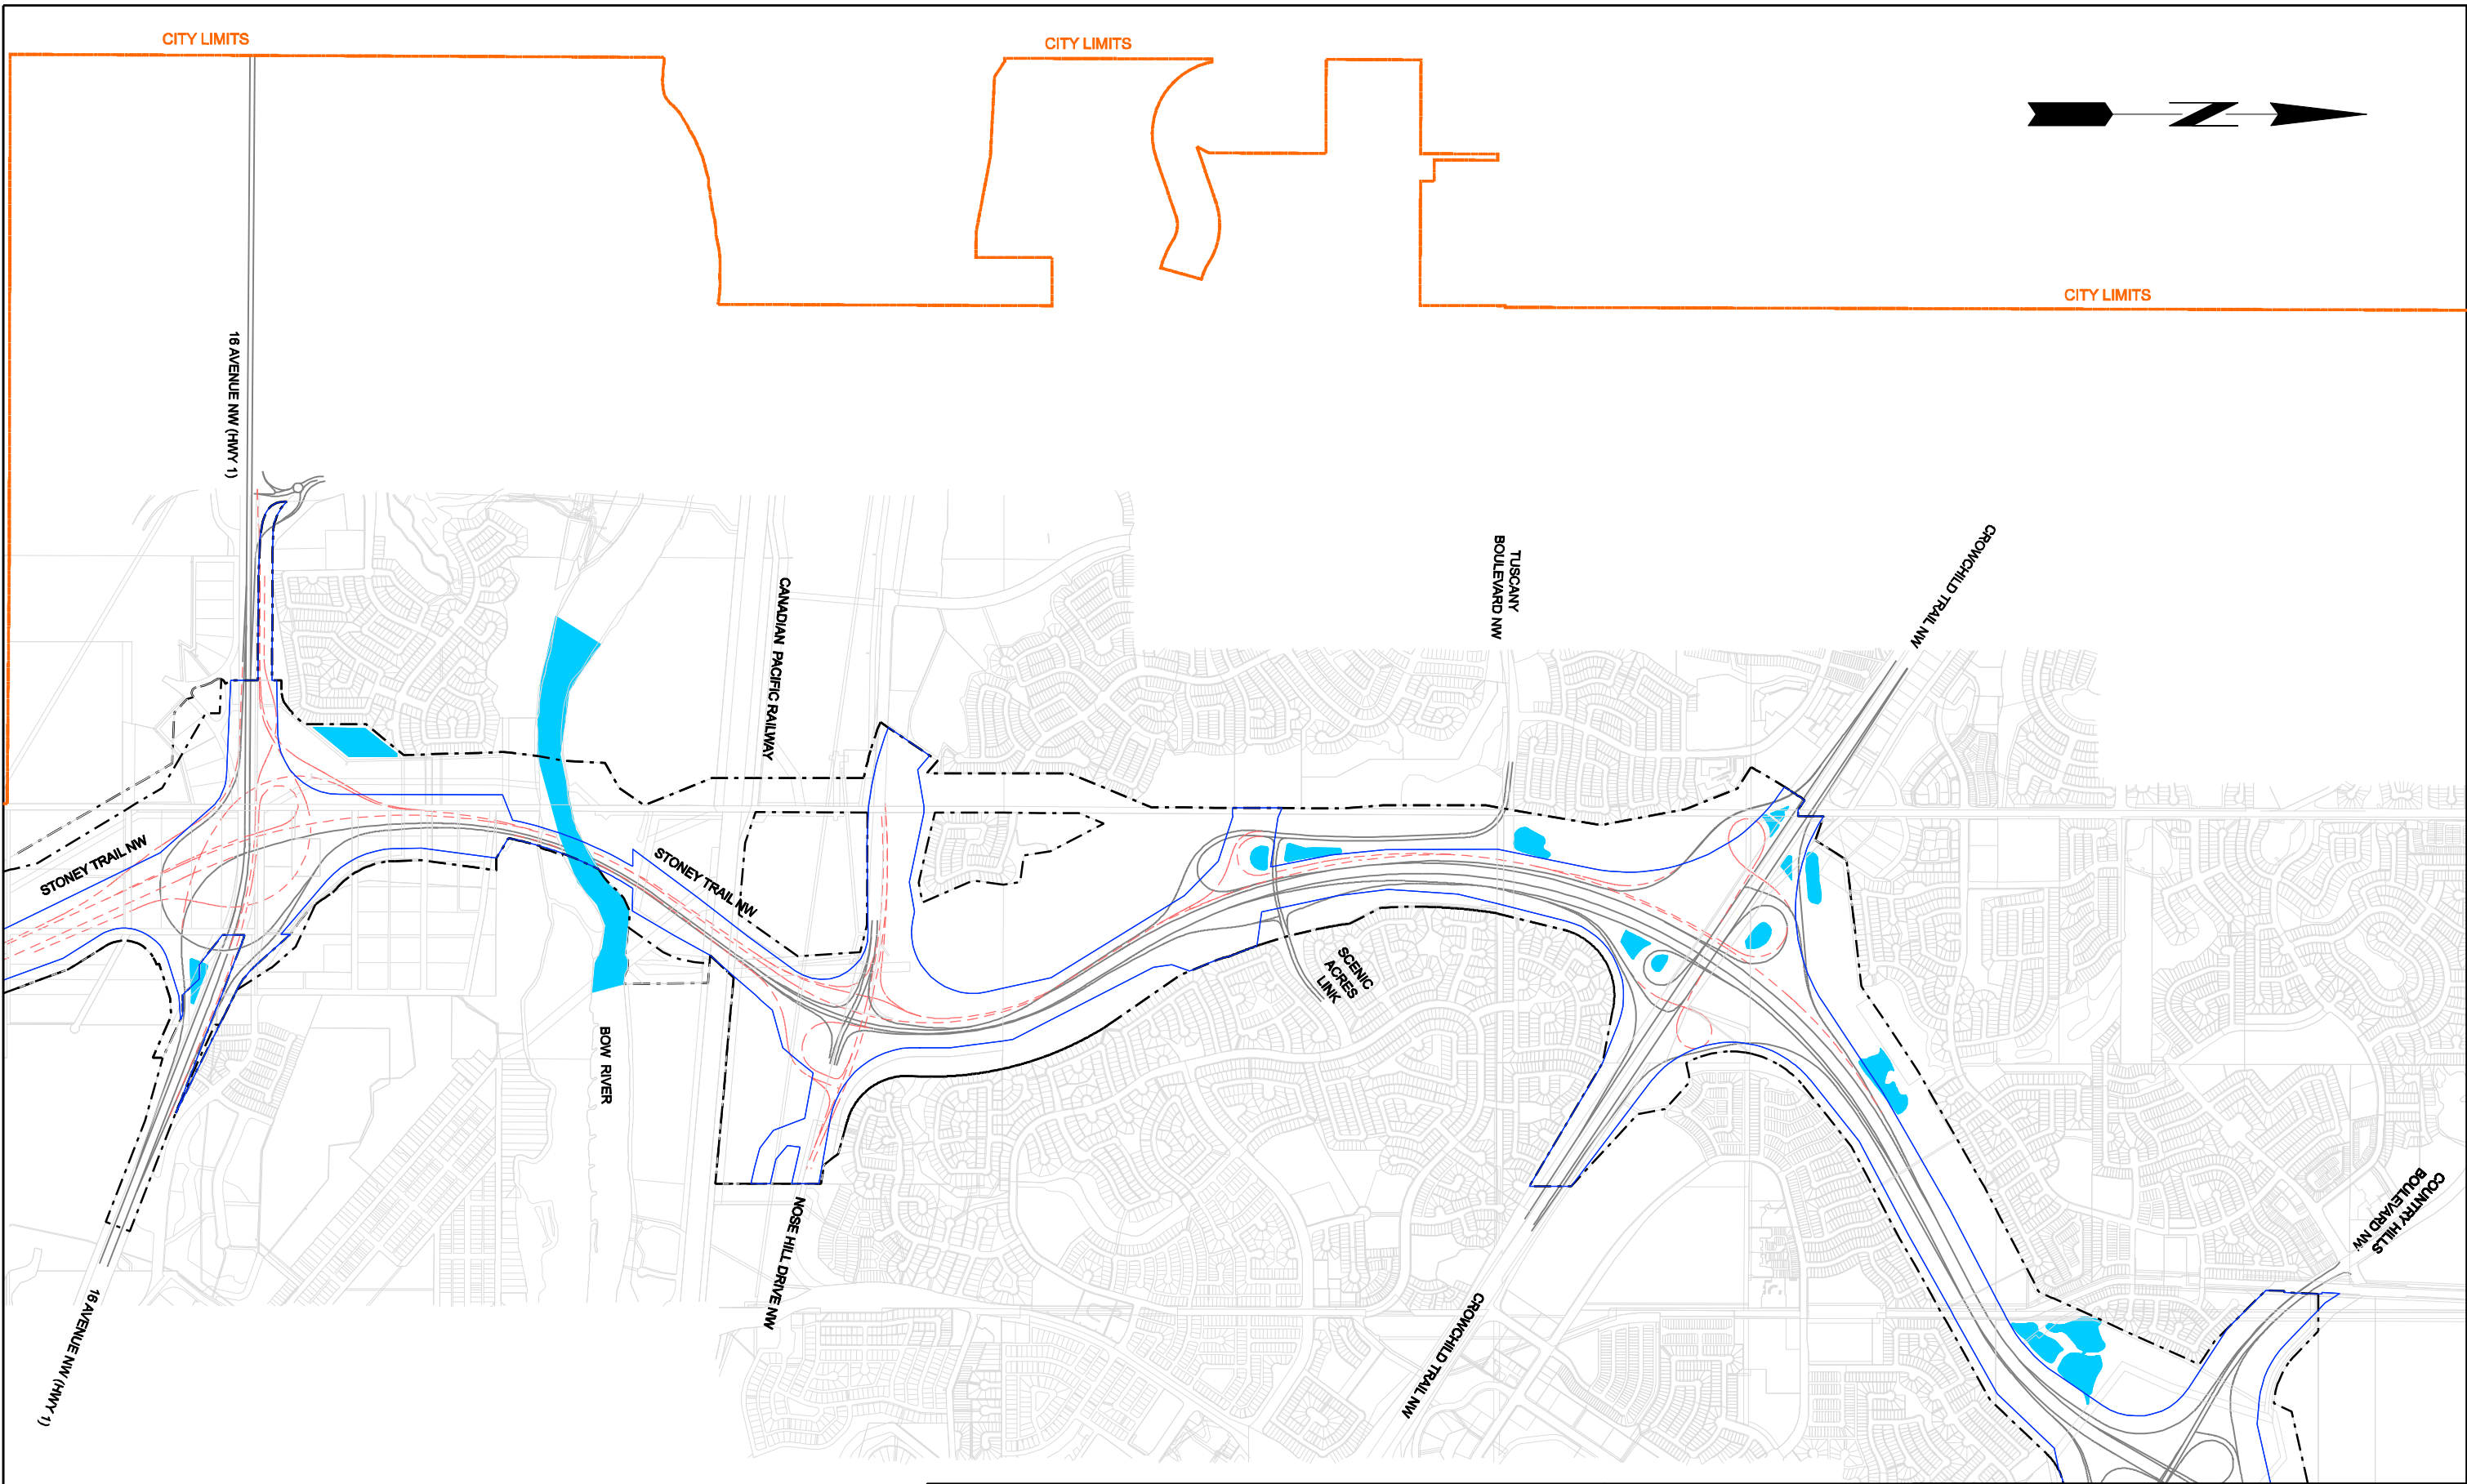 CITY LIMITS
CITY LIMITS
N
CITY LIMITS
16 AVENUE NW (HWY 1)
TUSCANY
BOULEVARD NW
CROWCHILD TRAIL NW
CANADIAN PACIFIC RAILWAY
STONEY TRAIL NW
STONEY TRAIL NW
SCENIC
ACRES
LINK
BOW RIVER
NOSE HILL DRIVE NW
COUNTRY HILLS
BOULEVARD NW
CROWCHILD TRAIL NW
16 AVENUE NW (HWY 1)